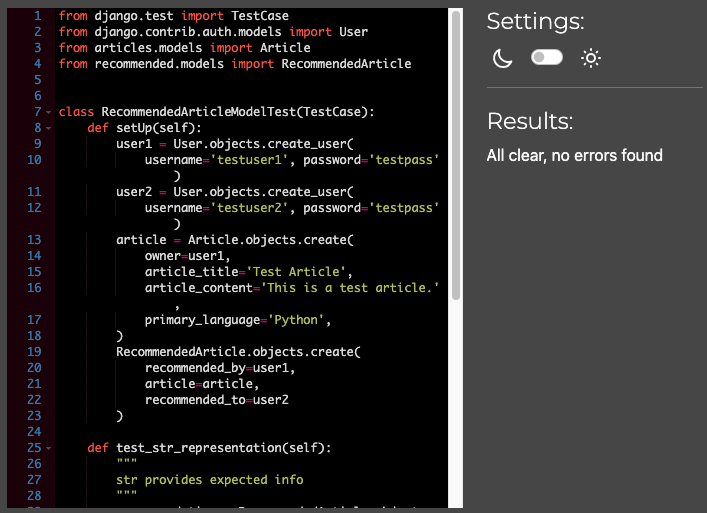 1 from django.test import TestCase
2 from django.contrib.auth.models import User
3 from articles.models import Article
4 from recommended.models import RecommendedArticle
5
6
7 class RecommendedArticleModelTest(TestCase):
8 def setUp(self):
9 user1 = User.objects.create_user(
10 username='testuser1', password='testpass'
)
11 user2 = User.objects.create_user(
12 username='testuser2', password='testpass'
)
13 article = Article.objects.create(
14 owner=user1,
15 article_title='Test Article',
16 article_content='This is a test article.'
,
17 primary_language='Python',
18 )
19 RecommendedArticle.objects.create(
20 recommended_by=user1,
21 article=article,
22 recommended_to=user2
23 )
24
25 def test_str_representation(self):
26 """
27 str provides expected info
28 """
Settings:
Results:
All clear, no errors found